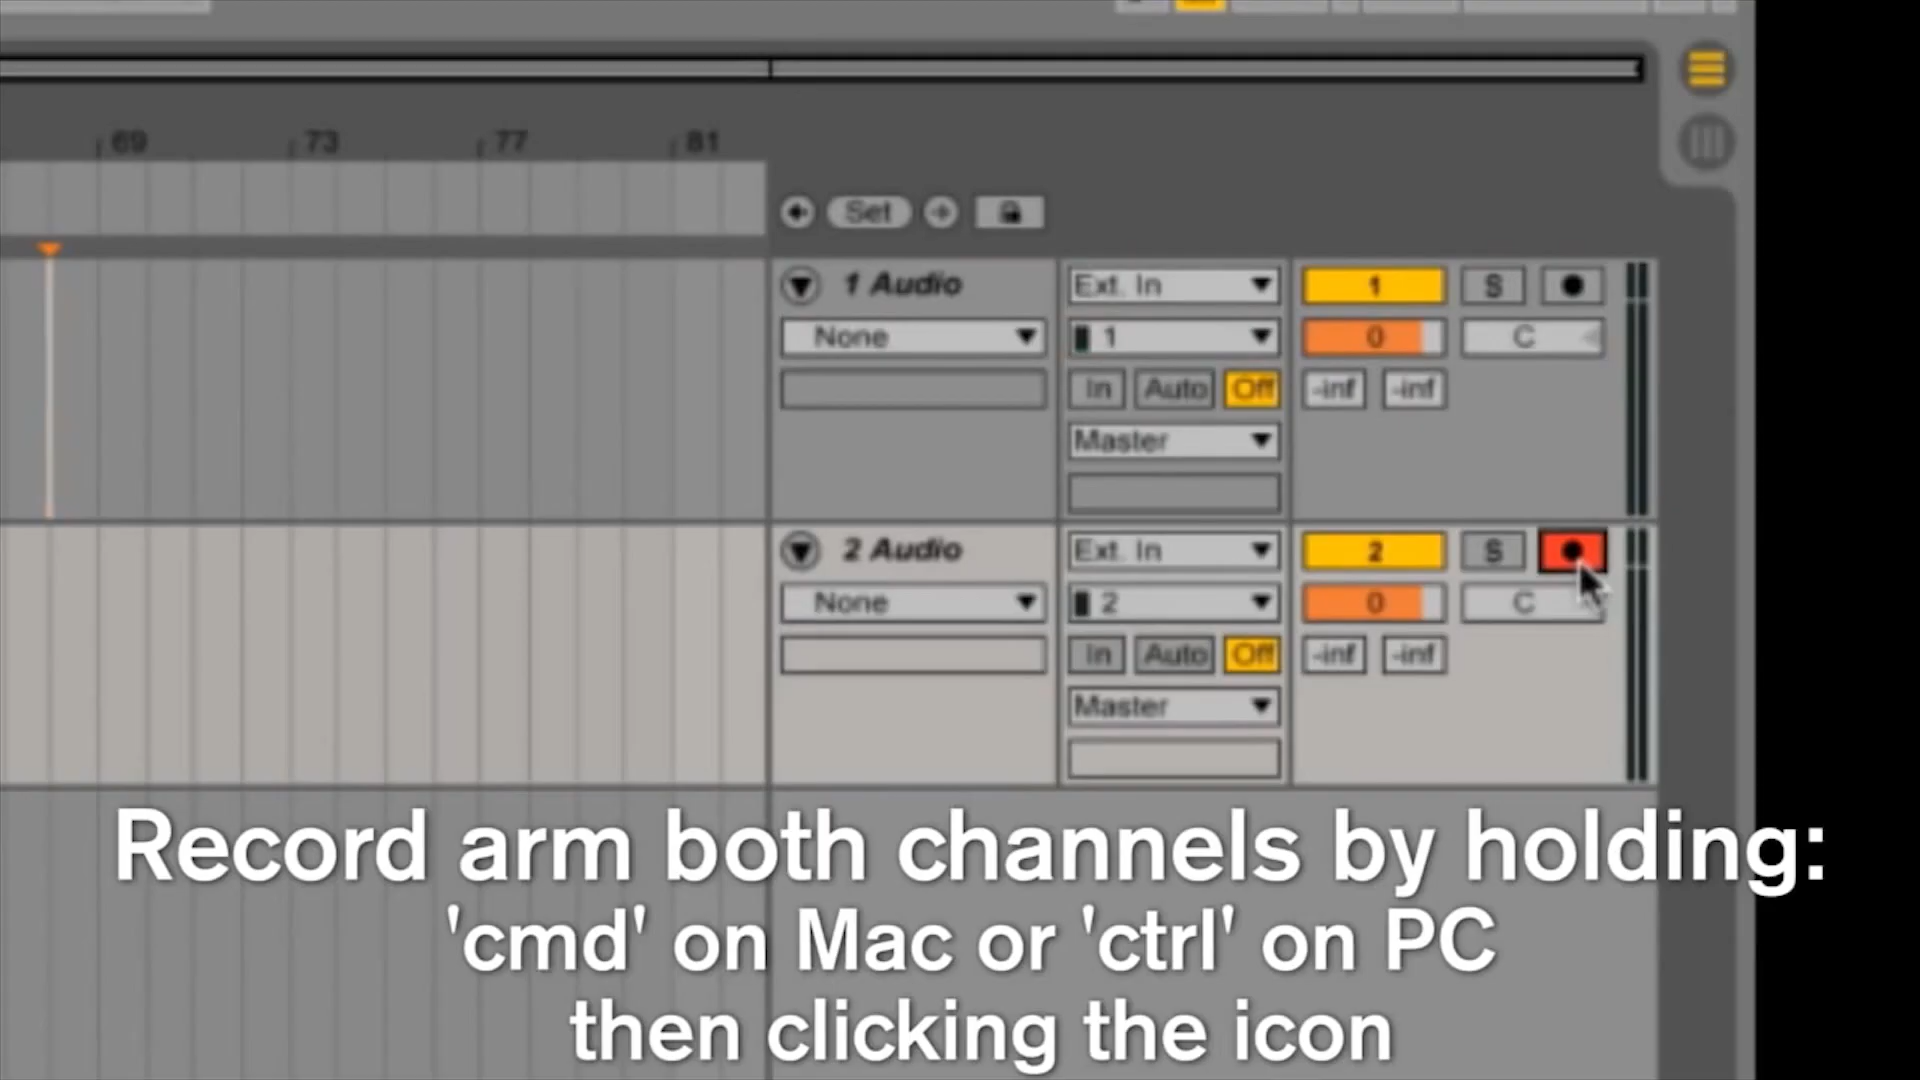 69 73 77 81
Set
1 Audio Ext. In 1 S
None 1 0 C
In Auto Off -inf -inf
Master
2 Audio Ext. In 2 S
None 2 0 C
In Auto Off -inf -inf
Master
Record arm both channels by holding:
'cmd' on Mac or 'ctrl' on PC
then clicking the icon